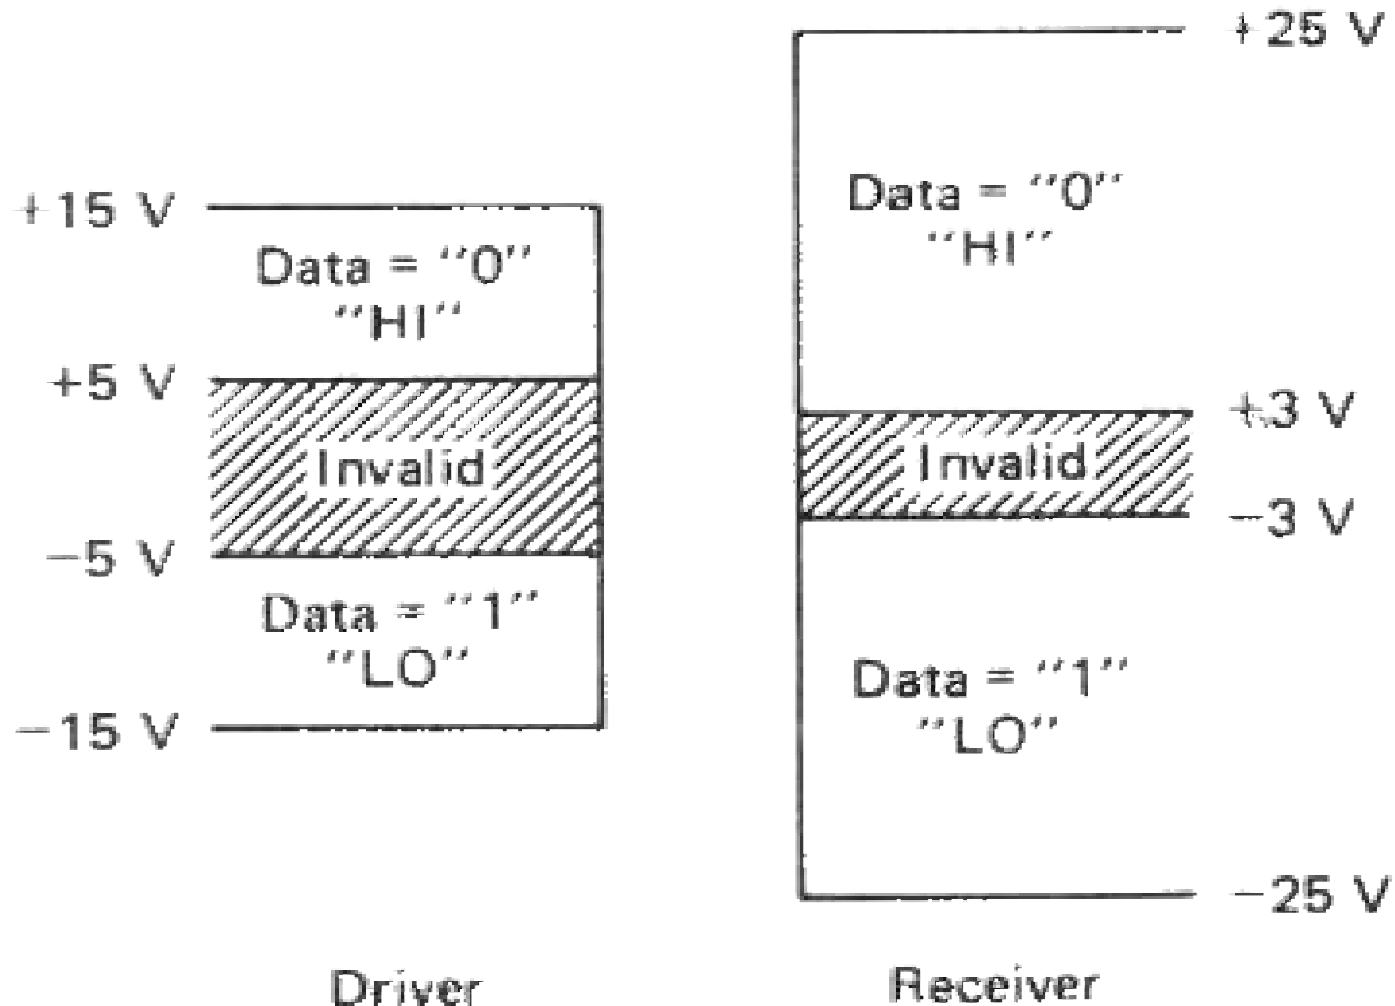 +15 V
Data = "0"
"HI"
+5 V
Invalid
−5 V
Data = "1"
"LO"
−15 V
Driver
+25 V
Data = "0"
"HI"
+3 V
Invalid
−3 V
Data = "1"
"LO"
−25 V
Receiver